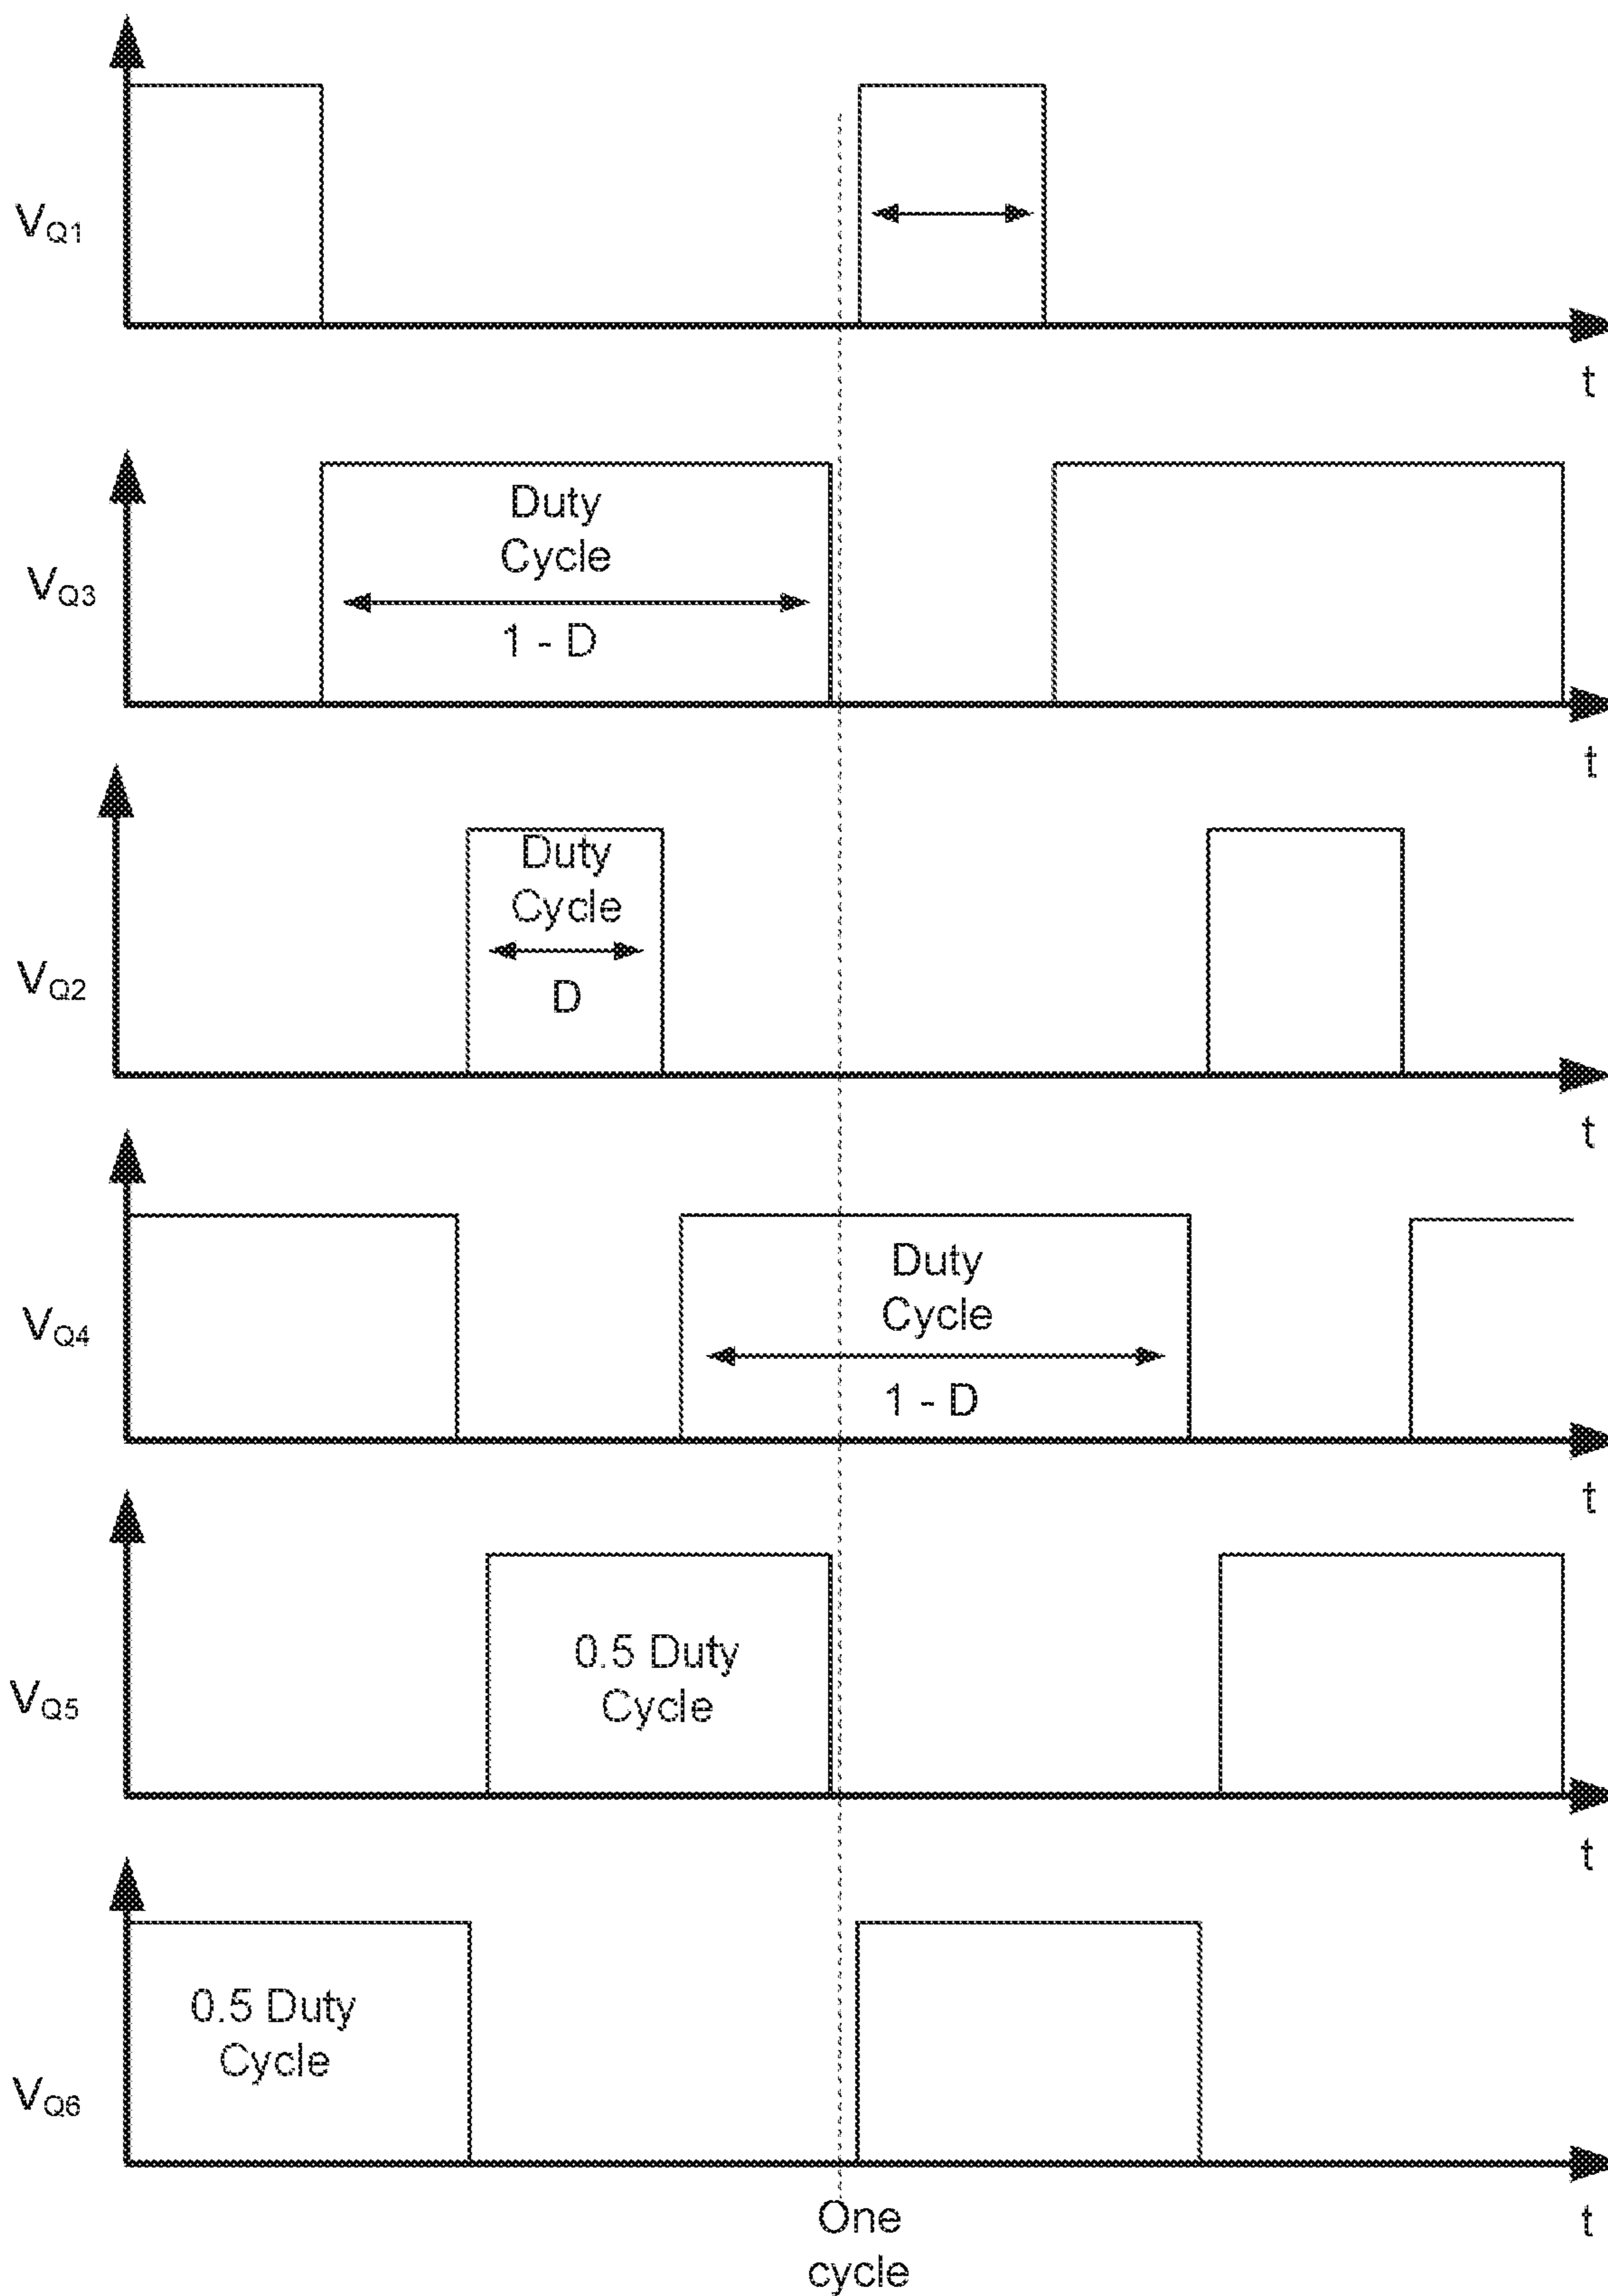 VQ1
t
Duty
Cycle
VQ3
1 - D
t
Duty
Cycle
VQ2
D
t
Duty
Cycle
VQ4
1 - D
t
0.5 Duty
Cycle
VQ5
t
0.5 Duty
Cycle
VQ6
t
One
cycle